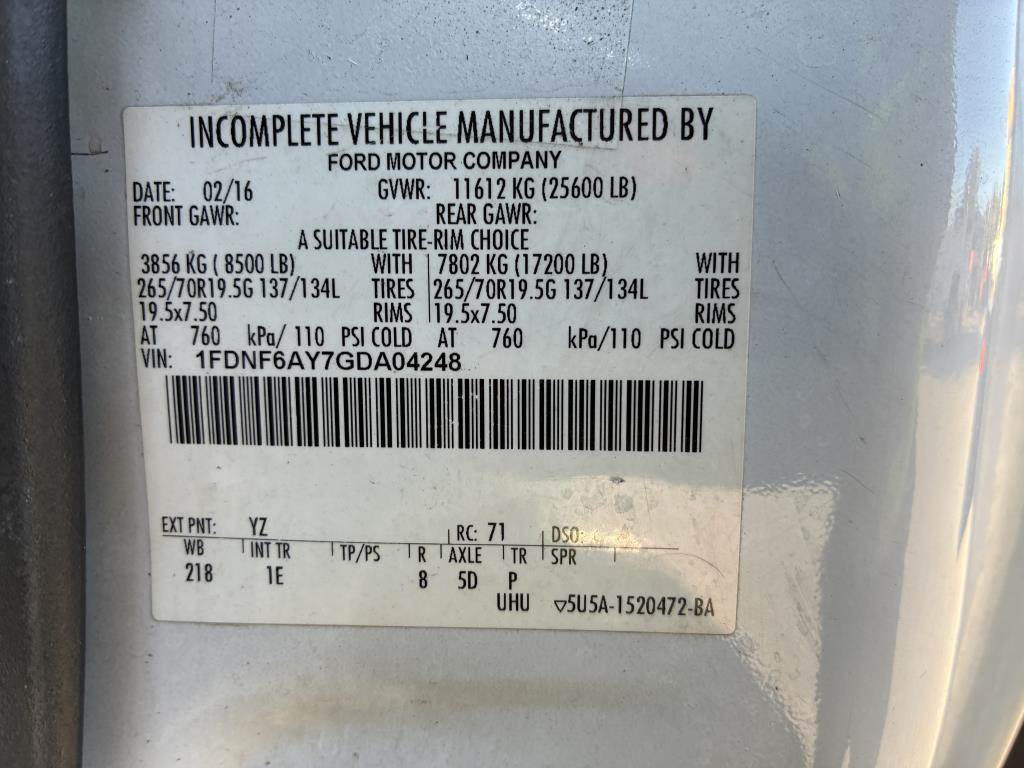 INCOMPLETE VEHICLE MANUFACTURED BY
FORD MOTOR COMPANY
DATE: 02/16 GVWR: 11612 KG (25600 LB)
FRONT GAWR: REAR GAWR:
A SUITABLE TIRE-RIM CHOICE
3856 KG ( 8500 LB) WITH 7802 KG (17200 LB) WITH
265/70R19.5G 137/134L TIRES 265/70R19.5G 137/134L TIRES
19.5x7.50 RIMS 19.5x7.50 RIMS
AT 760 kPa/ 110 PSI COLD AT 760 kPa/110 PSI COLD
VIN: 1FDNF6AY7GDA04248
EXT PNT: YZ RC: 71 DSO:
WB INT TR TP/PS R AXLE TR SPR
218 1E 8 5D P
UHU ▽5U5A-1520472-BA